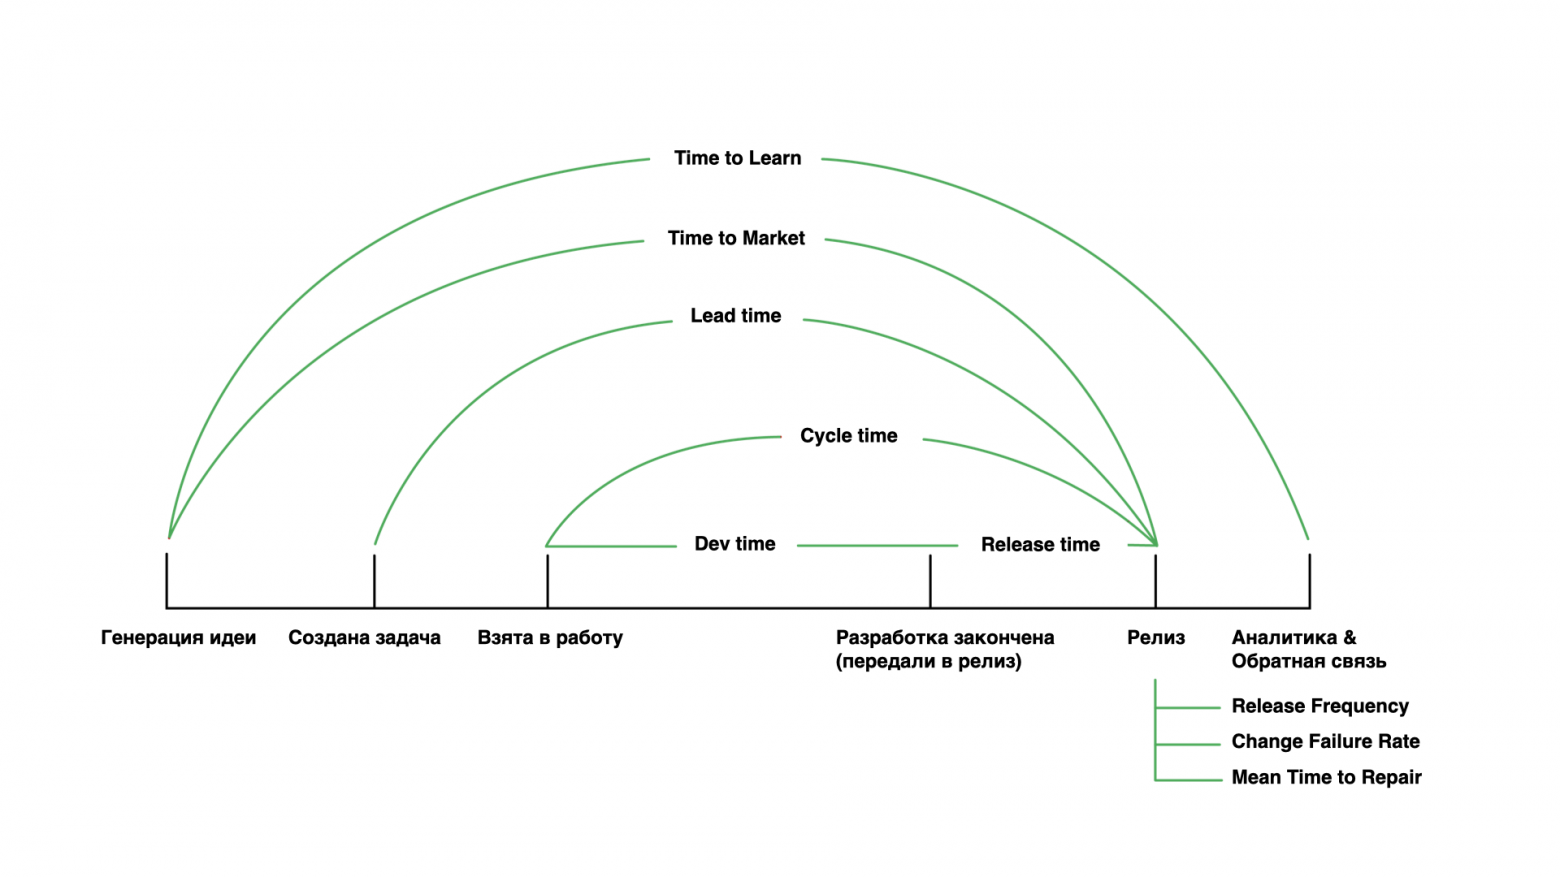 Time to Learn
Time to Market
Lead time
Cycle time
Dev time
Release time
Генерация идеи
Создана задача
Взята в работу
Разработка закончена
(передали в релиз)
Релиз
Аналитика &
Обратная связь
Release Frequency
Change Failure Rate
Mean Time to Repair